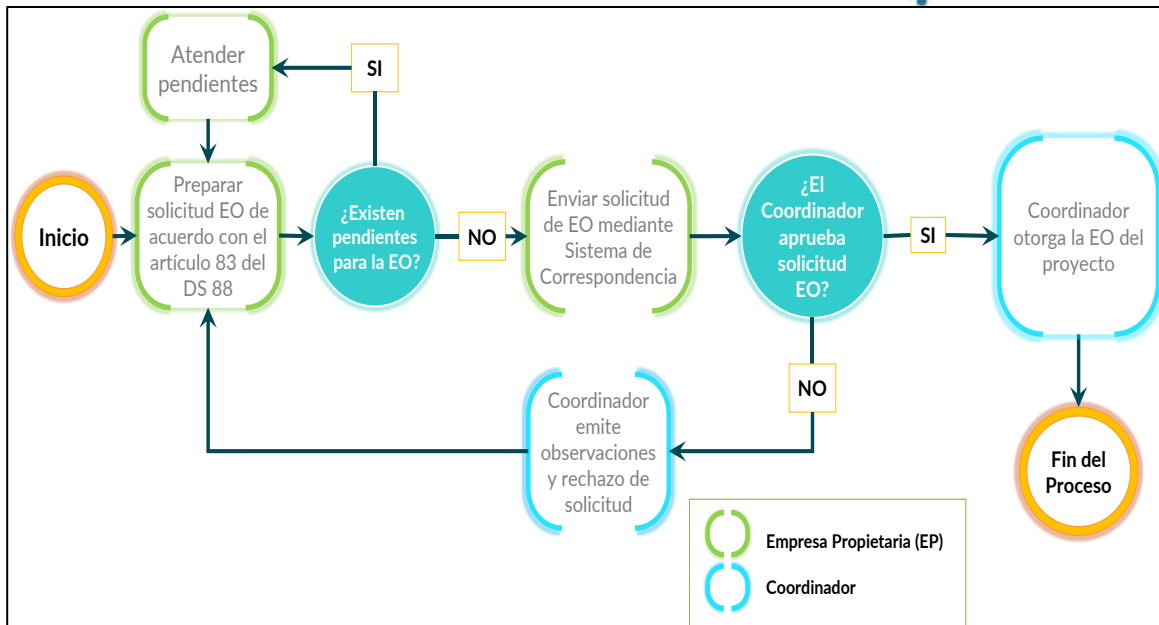 Atender
pendientes
SI
Inicio
Preparar
solicitud EO de
acuerdo con el
artículo 83 del
DS 88
¿Existen
pendientes
para la EO?
NO
Enviar solicitud
de EO mediante
Sistema de
Correspondencia
¿El
Coordinador
aprueba
solicitud
EO?
SI
Coordinador
otorga la EO del
proyecto
NO
Coordinador
emite
observaciones
y rechazo de
solicitud
Fin del
Proceso
Empresa Propietaria (EP)
Coordinador